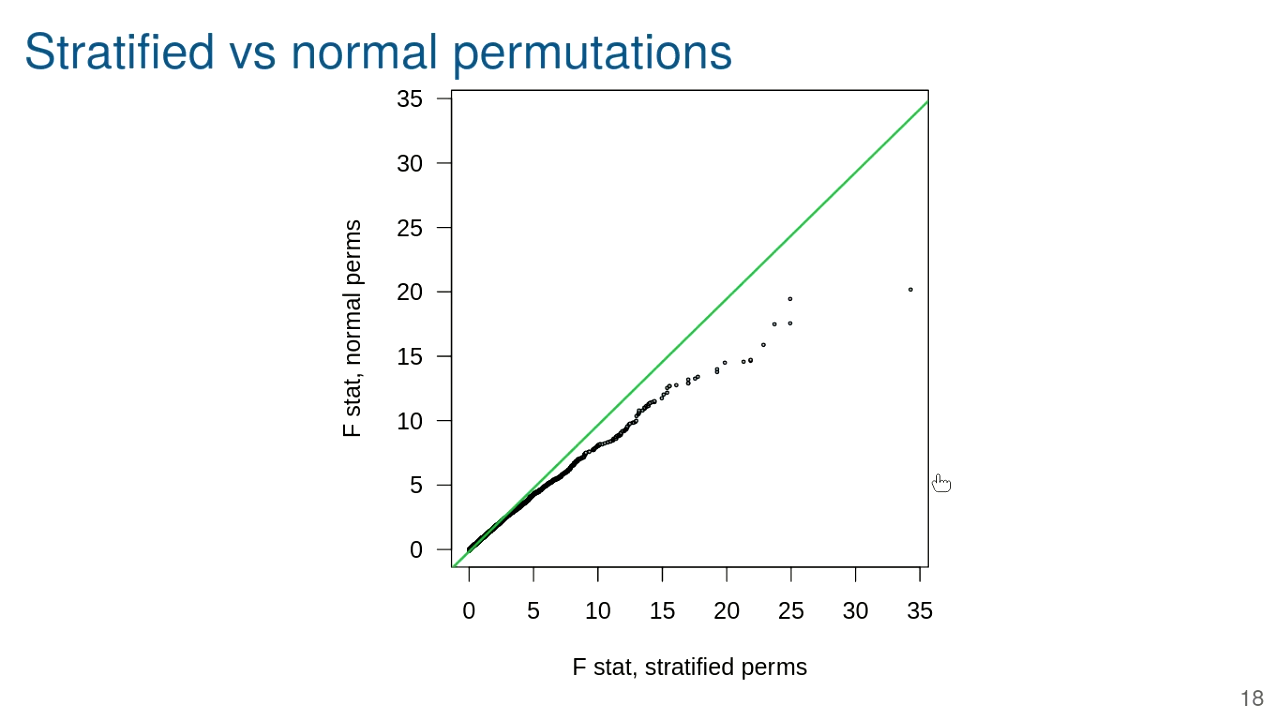 Stratified vs normal permutations
35
30
25
20
15
10
5
0
F stat, normal perms
0 5 10 15 20 25 30 35
F stat, stratified perms
18